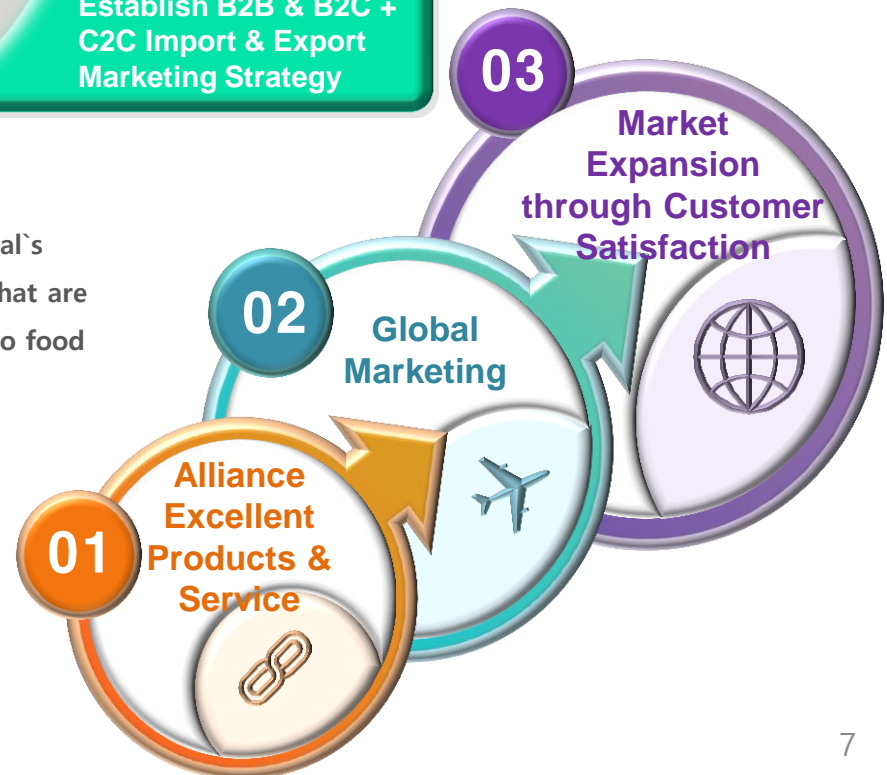 Establish B2B & B2C +
C2C Import & Export
Marketing Strategy
al`s
hat are
o food
03
Market
Expansion
through Customer
Satisfaction
02
Global
Marketing
01
Alliance
Excellent
Products &
Service
7